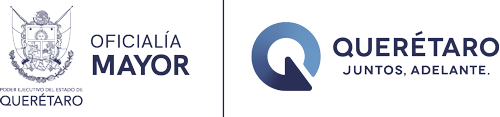 OFICIALÍA
MAYOR
PODER EJECUTIVO DEL ESTADO DE
QUERÉTARO
QUERÉTARO
JUNTOS, ADELANTE.